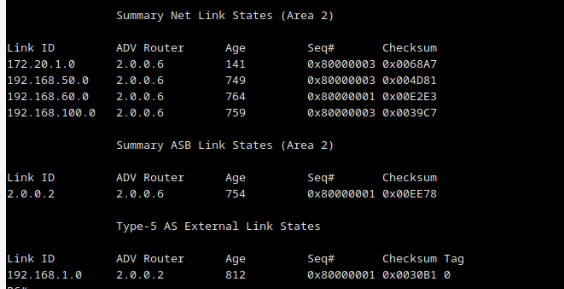 Summary Net Link States (Area 2)
Link ID ADV Router Age Seq# Checksum
172.20.1.0 2.0.0.6 141 0x80000003 0x0068A7
192.168.50.0 2.0.0.6 749 0x80000003 0x004D81
192.168.60.0 2.0.0.6 764 0x80000001 0x00E2E3
192.168.100.0 2.0.0.6 759 0x80000003 0x0039C7
Summary ASB Link States (Area 2)
Link ID ADV Router Age Seq# Checksum
2.0.0.2 2.0.0.6 754 0x80000001 0x00EE78
Type-5 AS External Link States
Link ID ADV Router Age Seq# Checksum Tag
192.168.1.0 2.0.0.2 812 0x80000001 0x0030B1 0